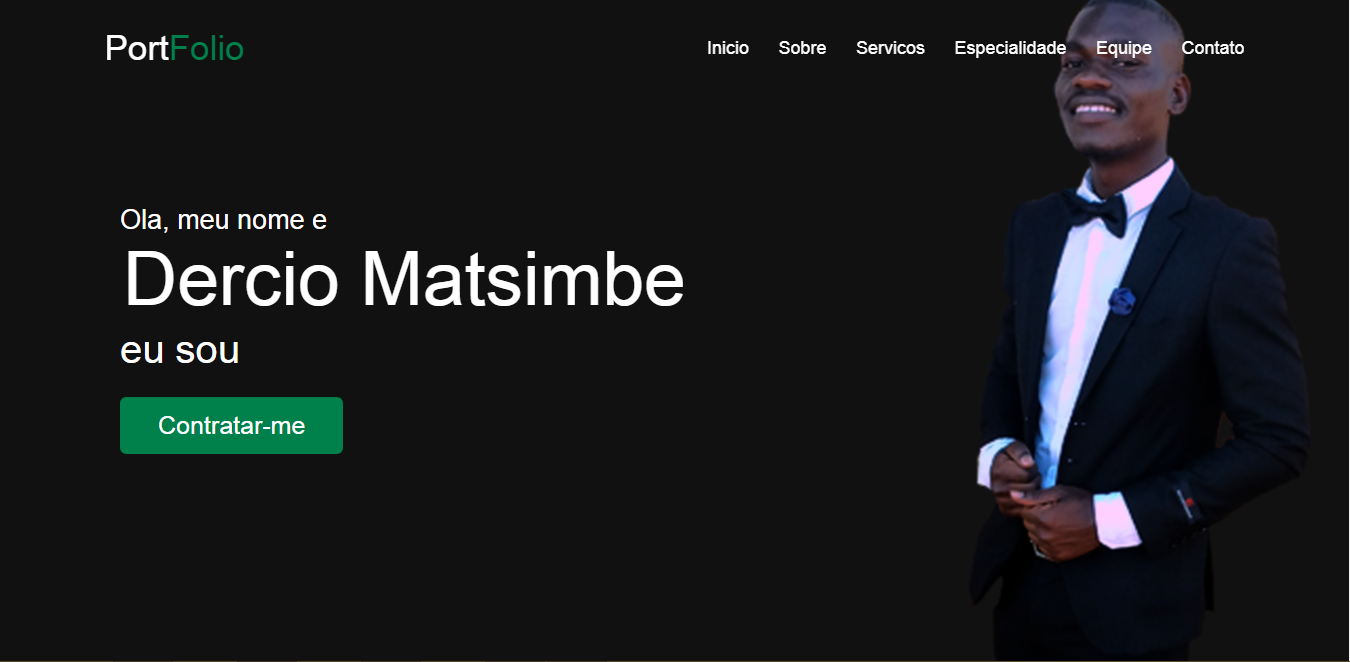 PortFolio
Inicio Sobre Servicos Especialidade Equipe Contato
Ola, meu nome e
Dercio Matsimbe
eu sou
Contratar-me